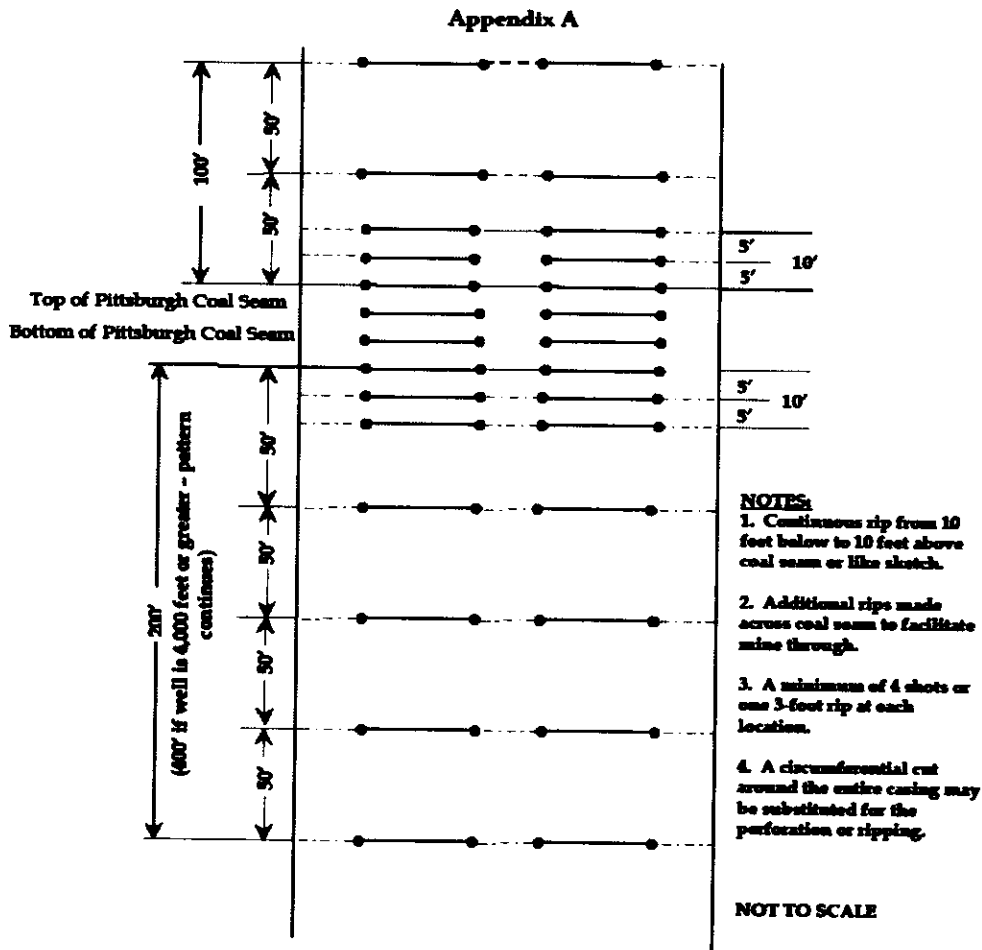 Appendix A
100'
50'
50'
5'
10'
5'
Top of Pittsburgh Coal Seam
Bottom of Pittsburgh Coal Seam
5'
10'
5'
200'
(400' if well is 4,000 feet or greater - pattern
continues)
50'
50'
50'
50'
NOTES:
1. Continuous rip from 10
feet below to 10 feet above
coal seam or like sketch.
2. Additional rips made
across coal seam to facilitate
mine through.
3. A minimum of 4 shots or
one 3-foot rip at each
location.
4. A circumferential cut
around the entire casing may
be substituted for the
perforation or ripping.
NOT TO SCALE